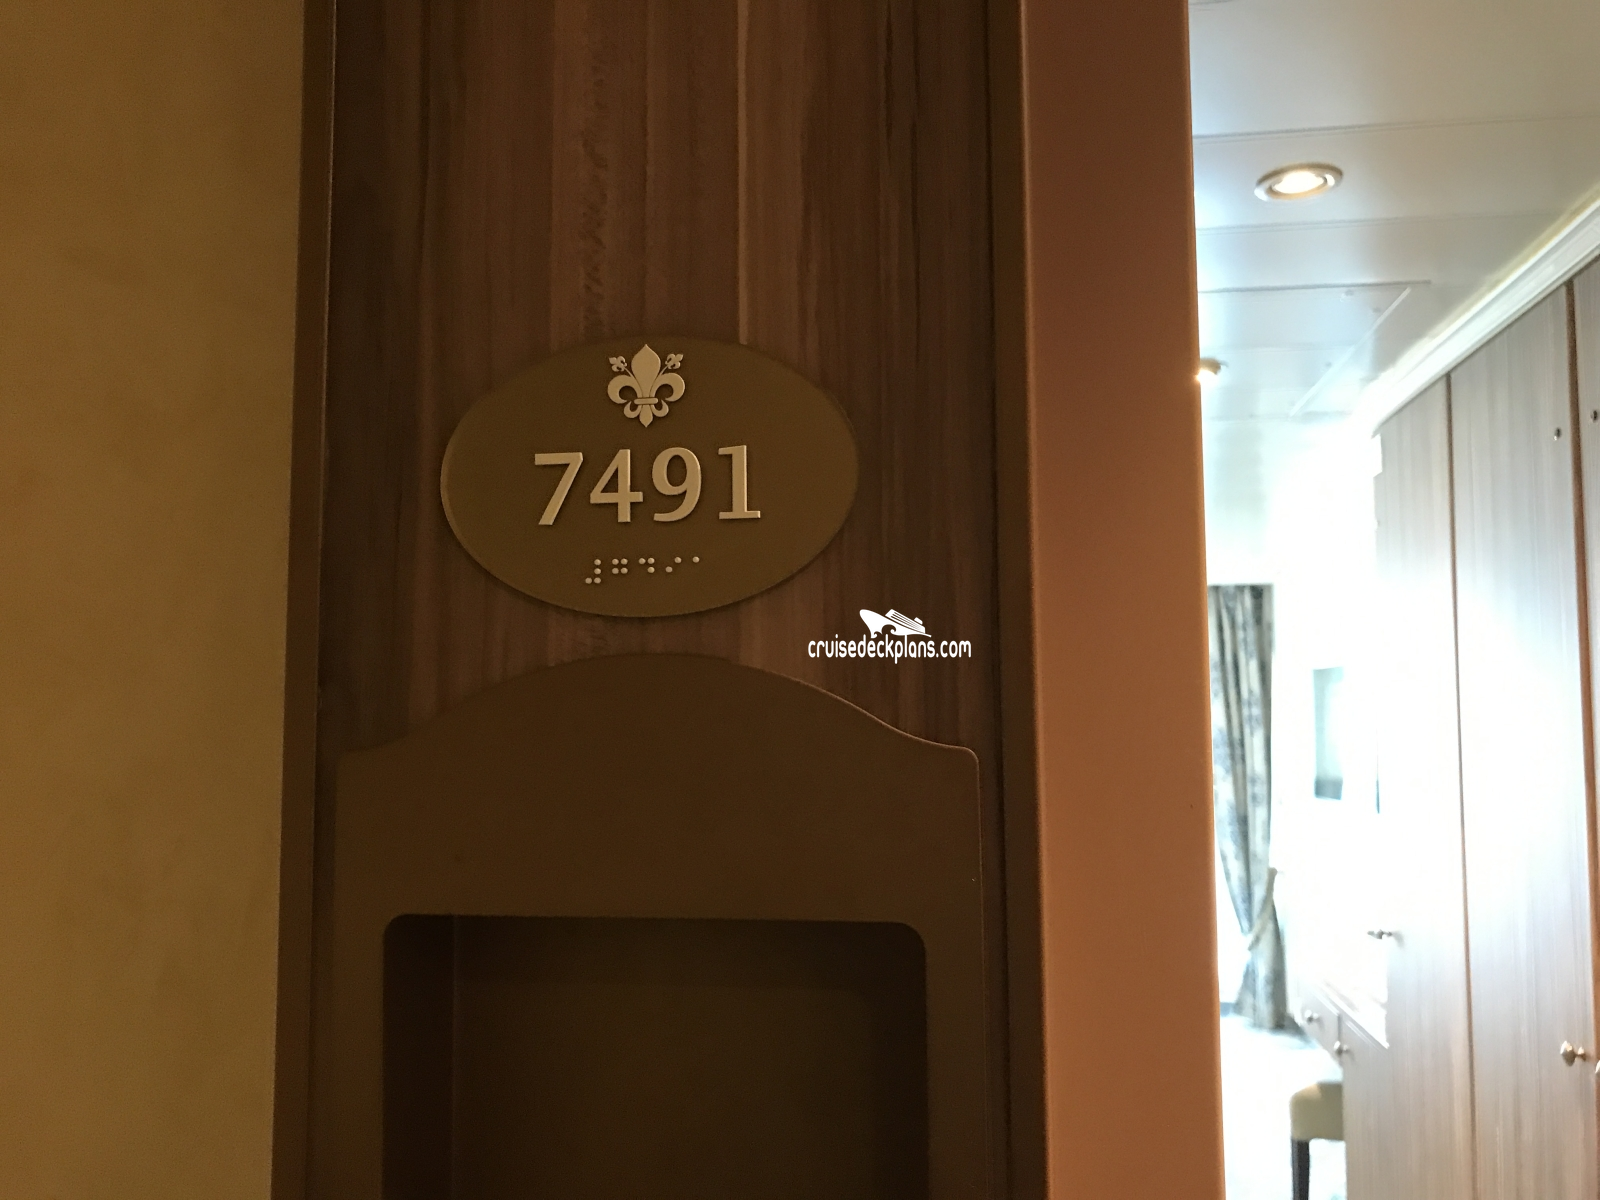 7491
⠼⠛⠙⠊⠁
cruisedeckplans.com